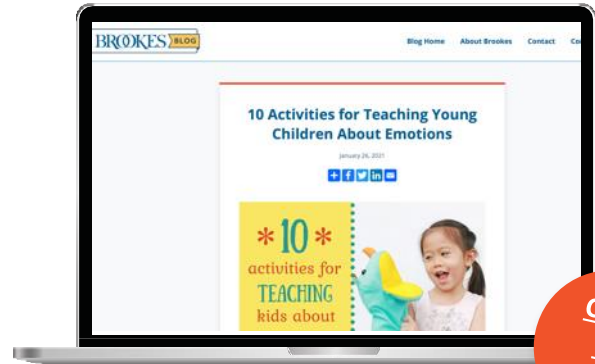 BROOKES BLOG
Blog Home About Brookes Contact
10 Activities for Teaching Young
Children About Emotions
January 26, 2021
*10*
activities for
TEACHING
kids about